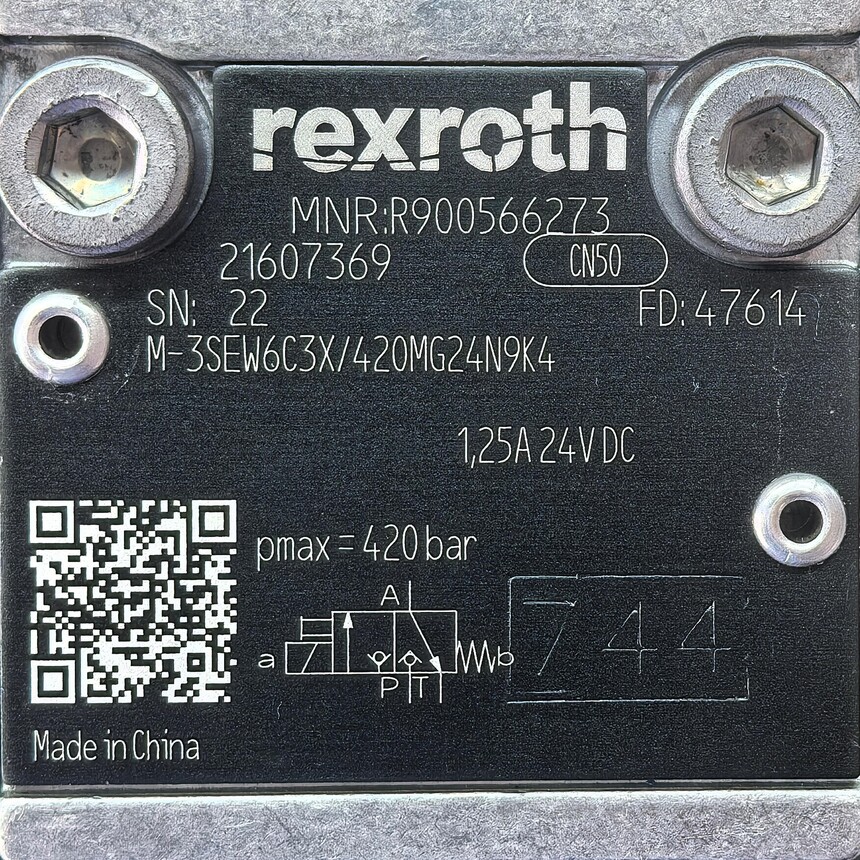 rexroth
MNR:R900566273
21607369
CN50
SN: 22 FD: 47614
M-3SEW6C3X/420MG24N9K4
1,25A 24V DC
pmax = 420 bar
A
a b
P T
744
Made in China